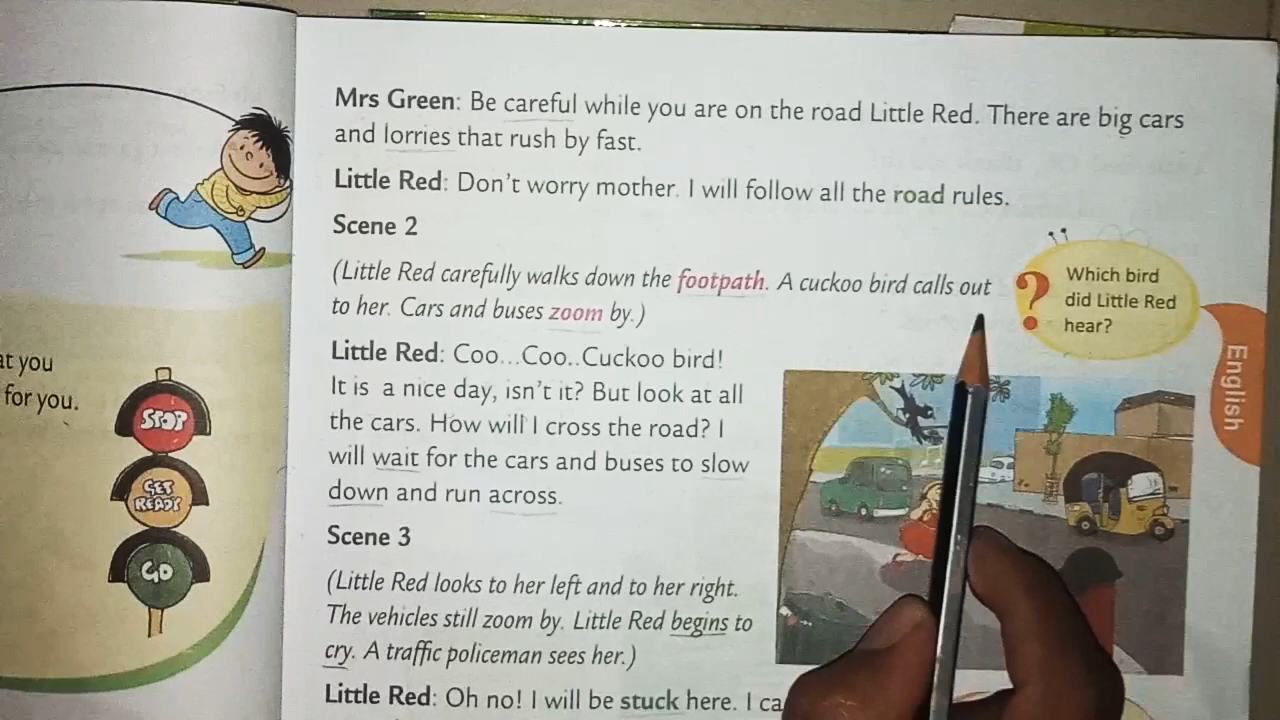 Mrs Green: Be careful while you are on the road Little Red. There are big cars
and lorries that rush by fast.
Little Red: Don't worry mother. I will follow all the road rules.
Scene 2
(Little Red carefully walks down the footpath. A cuckoo bird calls out
to her. Cars and buses zoom by.)
Which bird
did Little Red
hear?
?
Little Red: Coo...Coo..Cuckoo bird!
It is a nice day, isn't it? But look at all
the cars. How will I cross the road? I
will wait for the cars and buses to slow
down and run across.
Scene 3
(Little Red looks to her left and to her right.
The vehicles still zoom by. Little Red begins to
cry. A traffic policeman sees her.)
Little Red: Oh no! I will be stuck here. I
English
you
for you.
STOP
GET
READY
GO